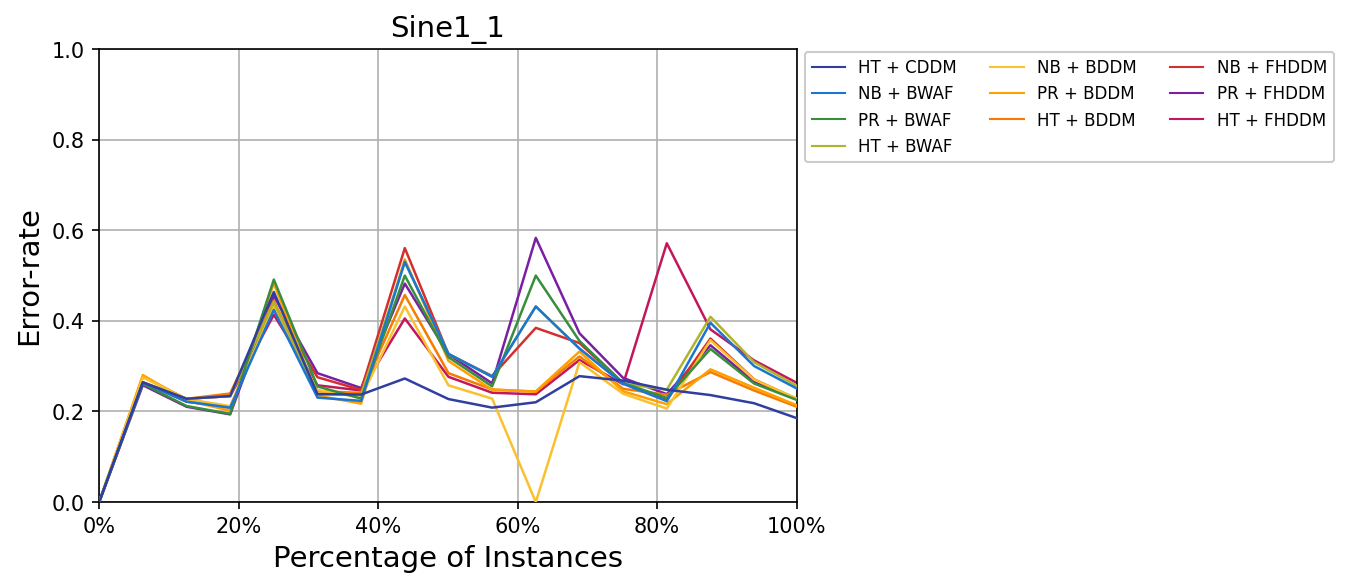 Sine1_1
1.0
0.8
0.6
0.4
0.2
0.0
Error-rate
0%
20%
40%
60%
80%
100%
Percentage of Instances
HT + CDDM
NB + BWAF
PR + BWAF
HT + BWAF
NB + BDDM
PR + BDDM
HT + BDDM
NB + FHDDM
PR + FHDDM
HT + FHDDM